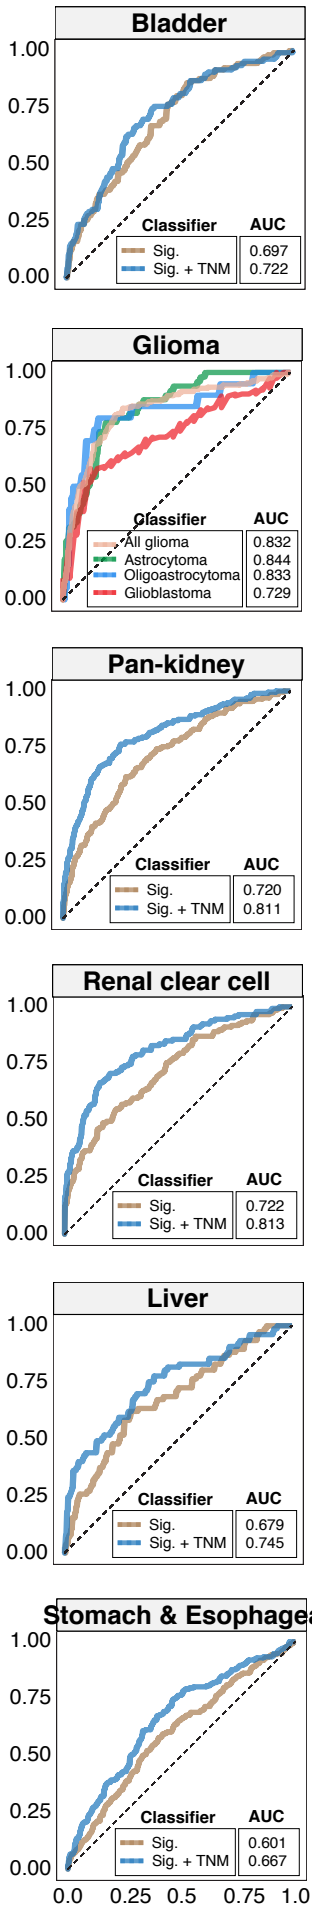 Bladder
1.00
0.75
0.50
0.25
0.00
Classifier AUC
Sig. 0.697
Sig. + TNM 0.722
Glioma
1.00
0.75
0.50
0.25
0.00
Classifier AUC
All glioma 0.832
Astrocytoma 0.844
Oligoastrocytoma 0.833
Glioblastoma 0.729
Pan-kidney
1.00
0.75
0.50
0.25
0.00
Classifier AUC
Sig. 0.720
Sig. + TNM 0.811
Renal clear cell
1.00
0.75
0.50
0.25
0.00
Classifier AUC
Sig. 0.722
Sig. + TNM 0.813
Liver
1.00
0.75
0.50
0.25
0.00
Classifier AUC
Sig. 0.679
Sig. + TNM 0.745
Stomach & Esophagea
1.00
0.75
0.50
0.25
0.00
Classifier AUC
Sig. 0.601
Sig. + TNM 0.667
0.0 0.25 0.5 0.75 1.0